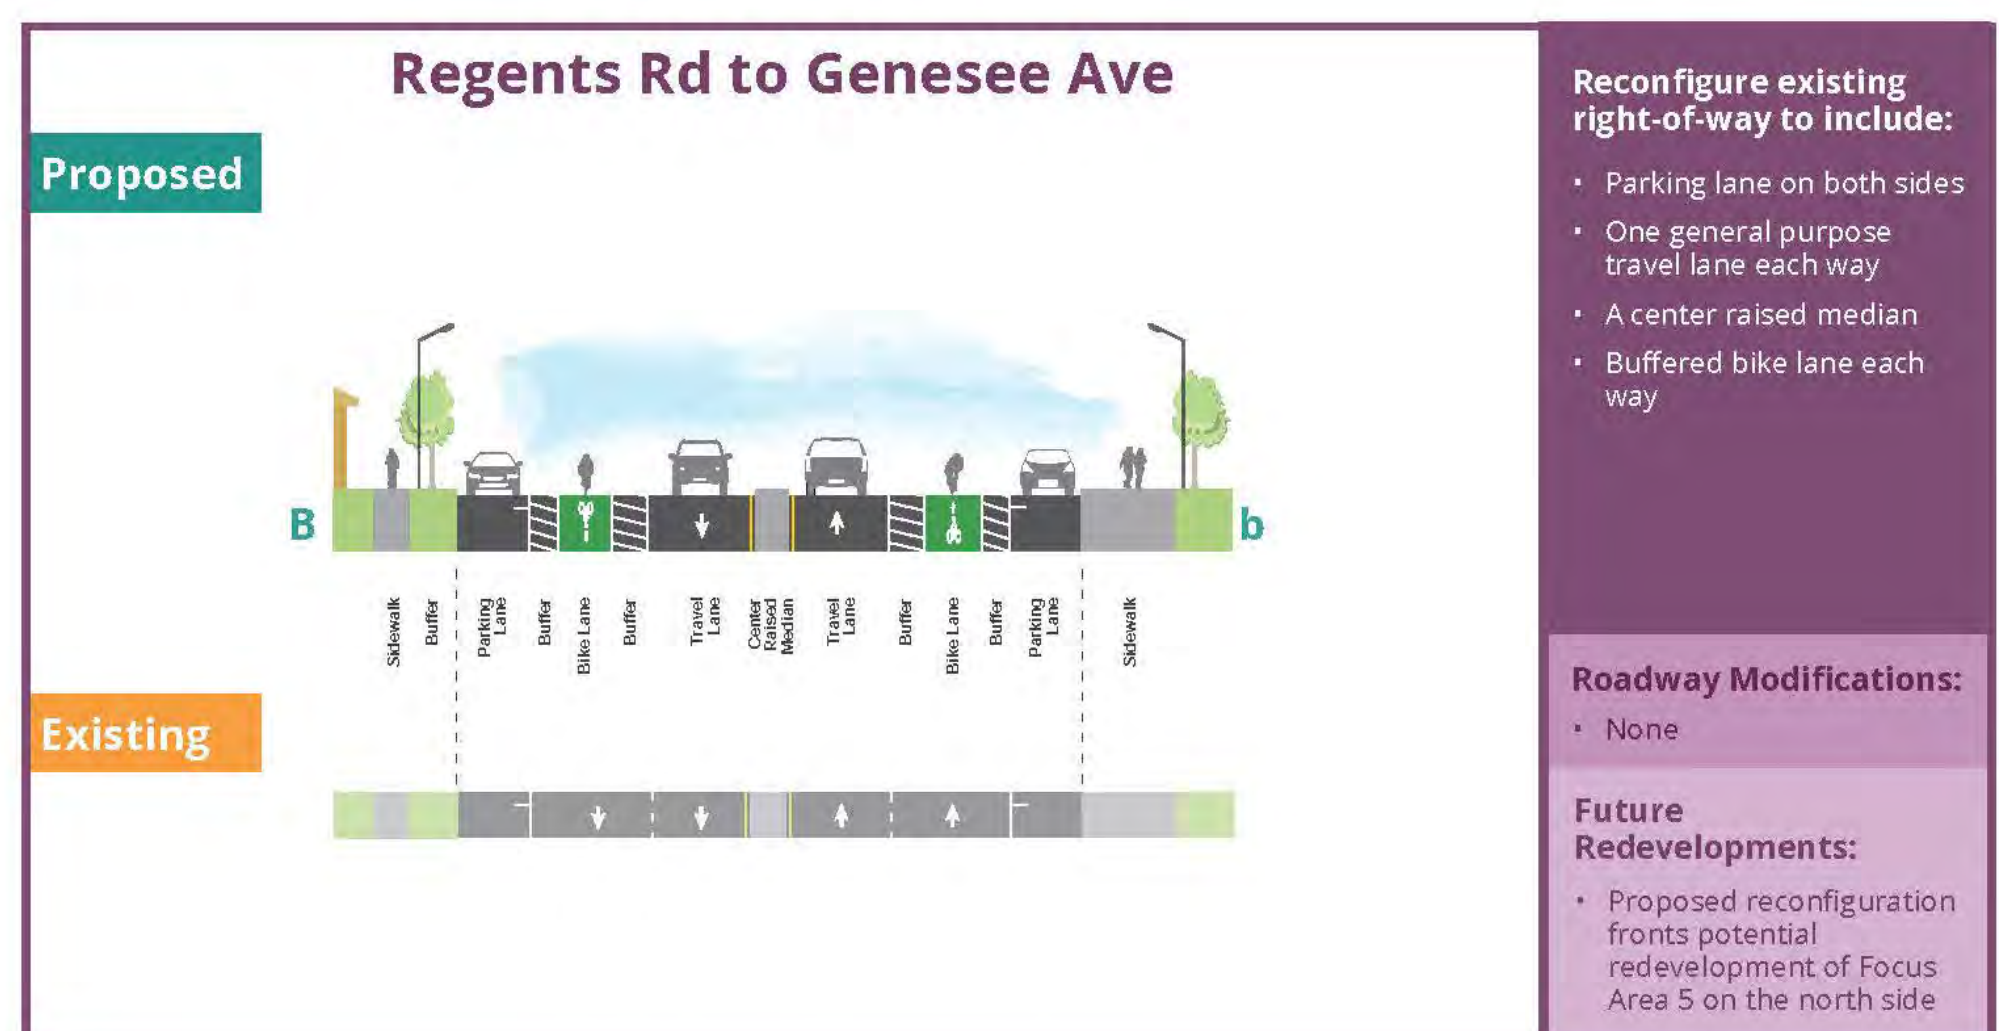 Regents Rd to Genesee Ave
Proposed
B
b
Sidewalk
Buffer
Parking
Lane
Buffer
Bike Lane
Buffer
Travel
Lane
Center
Raised
Median
Travel
Lane
Buffer
Bike Lane
Buffer
Parking
Lane
Sidewalk
Existing
Reconfigure existing
right-of-way to include:
• Parking lane on both sides
• One general purpose
travel lane each way
• A center raised median
• Buffered bike lane each
way
Roadway Modifications:
• None
Future
Redevelopments:
• Proposed reconfiguration
fronts potential
redevelopment of Focus
Area 5 on the north side